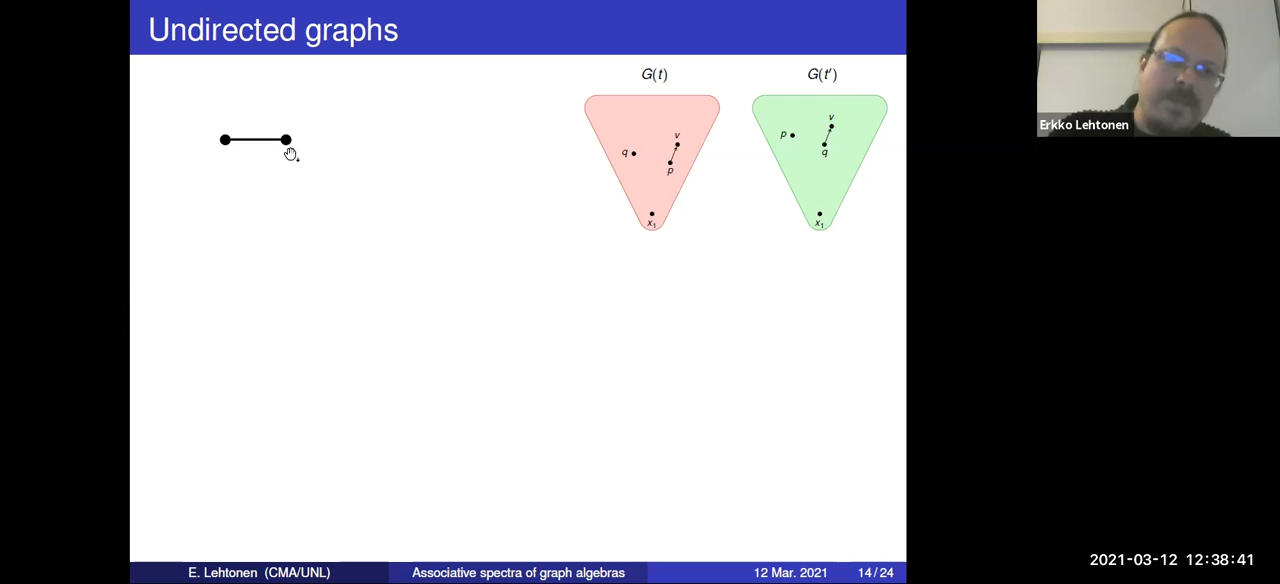 Undirected graphs
G(t)
G(t′)
v
q
p
x₁
v
p
q
x₁
Erkko Lehtonen
E. Lehtonen (CMA/UNL)
Associative spectra of graph algebras
12 Mar. 2021
14 / 24
2021-03-12 12:38:41